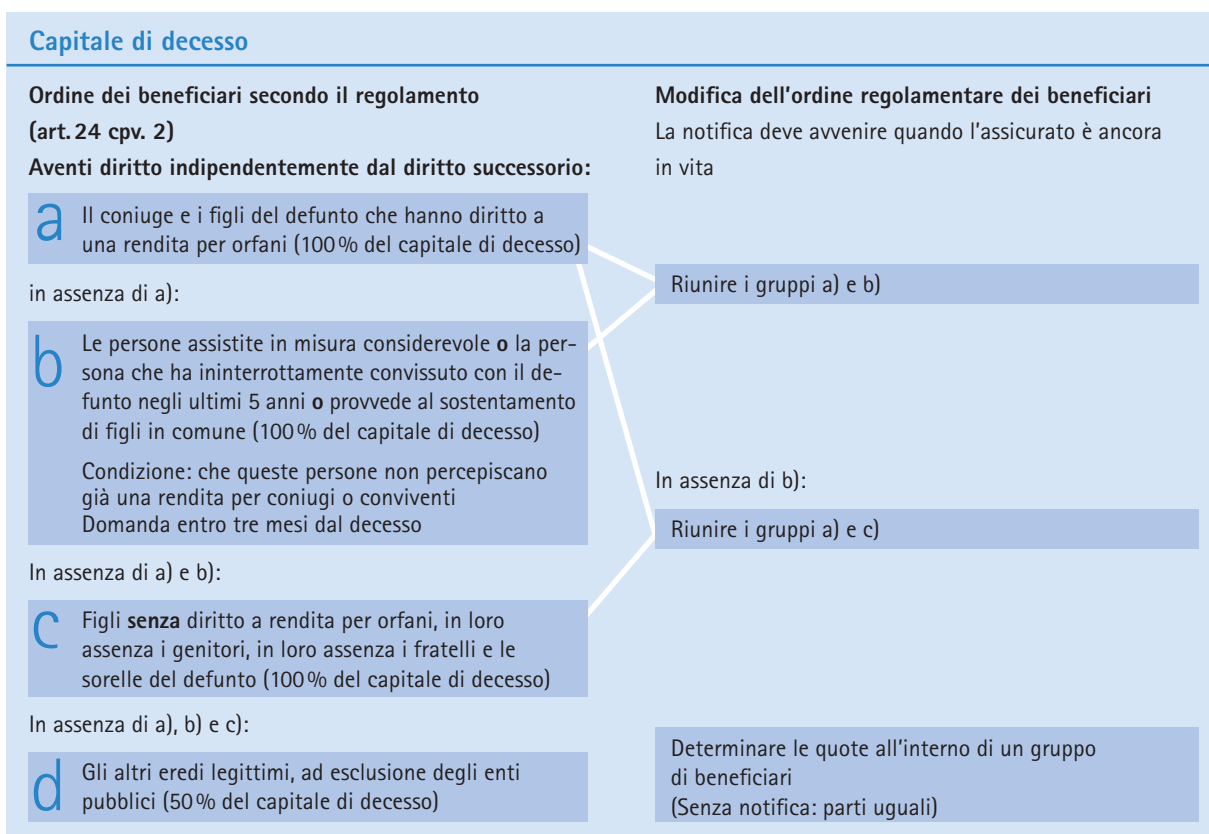 Capitale di decesso
Ordine dei beneficiari secondo il regolamento
(art. 24 cpv. 2)
Aventi diritto indipendentemente dal diritto successorio:
a
Il coniuge e i figli del defunto che hanno diritto a
una rendita per orfani (100 % del capitale di decesso)
in assenza di a):
b
Le persone assistite in misura considerevole o la per-
sona che ha ininterrottamente convissuto con il de-
funto negli ultimi 5 anni o provvede al sostentamento
di figli in comune (100 % del capitale di decesso)
Condizione: che queste persone non percepiscano
già una rendita per coniugi o conviventi
Domanda entro tre mesi dal decesso
In assenza di a) e b):
c
Figli senza diritto a rendita per orfani, in loro
assenza i genitori, in loro assenza i fratelli e le
sorelle del defunto (100 % del capitale di decesso)
In assenza di a), b) e c):
d
Gli altri eredi legittimi, ad esclusione degli enti
pubblici (50 % del capitale di decesso)
Modifica dell'ordine regolamentare dei beneficiari
La notifica deve avvenire quando l'assicurato è ancora
in vita
Riunire i gruppi a) e b)
In assenza di b):
Riunire i gruppi a) e c)
Determinare le quote all'interno di un gruppo
di beneficiari
(Senza notifica: parti uguali)